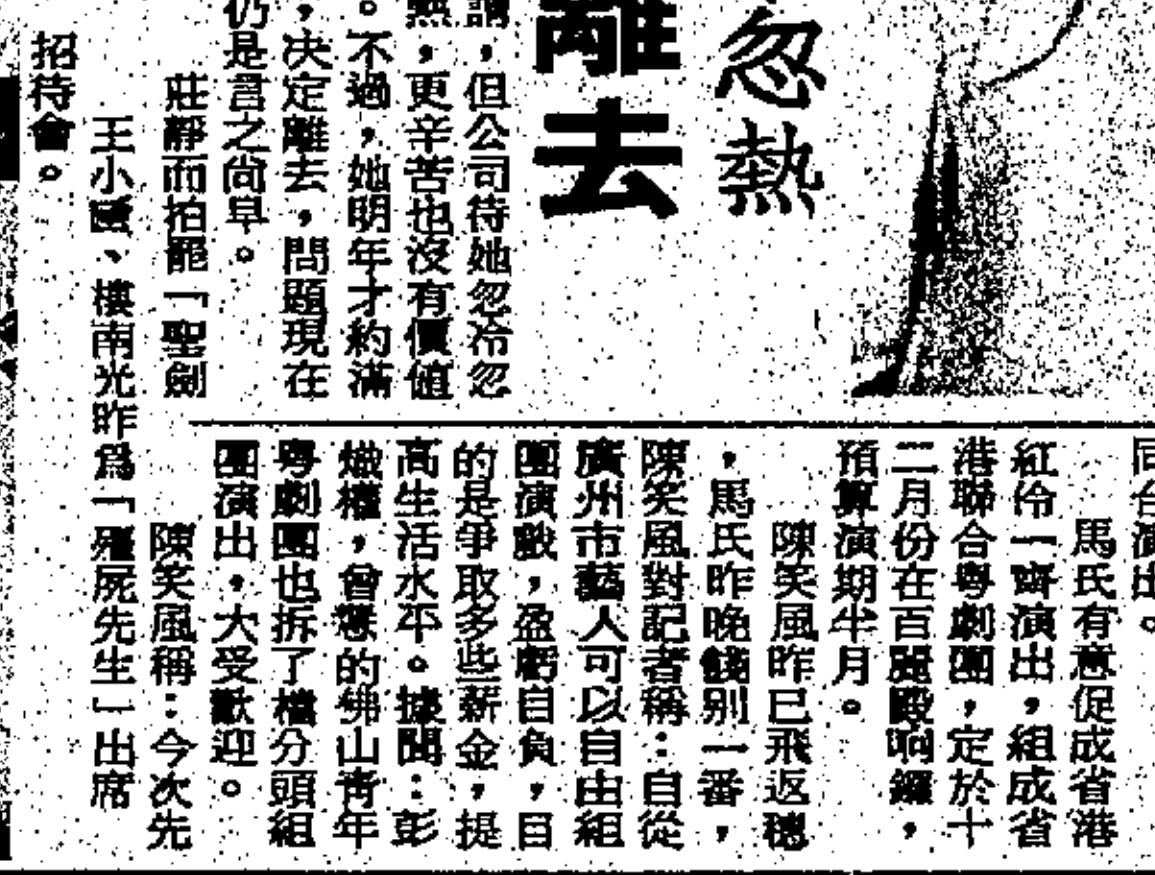 忽熱
離去
謂，但公司待她忽冷忽
熱，更辛苦也沒有價值
。不過，她明年才約滿
，決定離去，問題現在
仍是言之尚早。
莊靜而拍罷「聖劍
王小鳳、樓南光昨爲「殭屍先生」出席
招待會。
同台演出。
馬氏有意促成省港
紅伶一齊演出，組成省
港聯合粵劇團，定於十
二月份在百麗殿响鑼，
預算演期半月。
陳笑風昨已飛返穗
，馬氏昨晚餞别一番，
陳笑風對記者稱：自從
廣州市藝人可以自由組
團演戲，盈虧自負，目
的是爭取多些薪金，提
高生活水平。據聞：彭
熾權，曾慧的佛山青年
粵劇團也拆了檔分頭組
團演出，大受歡迎。
陳笑風稱：今次先